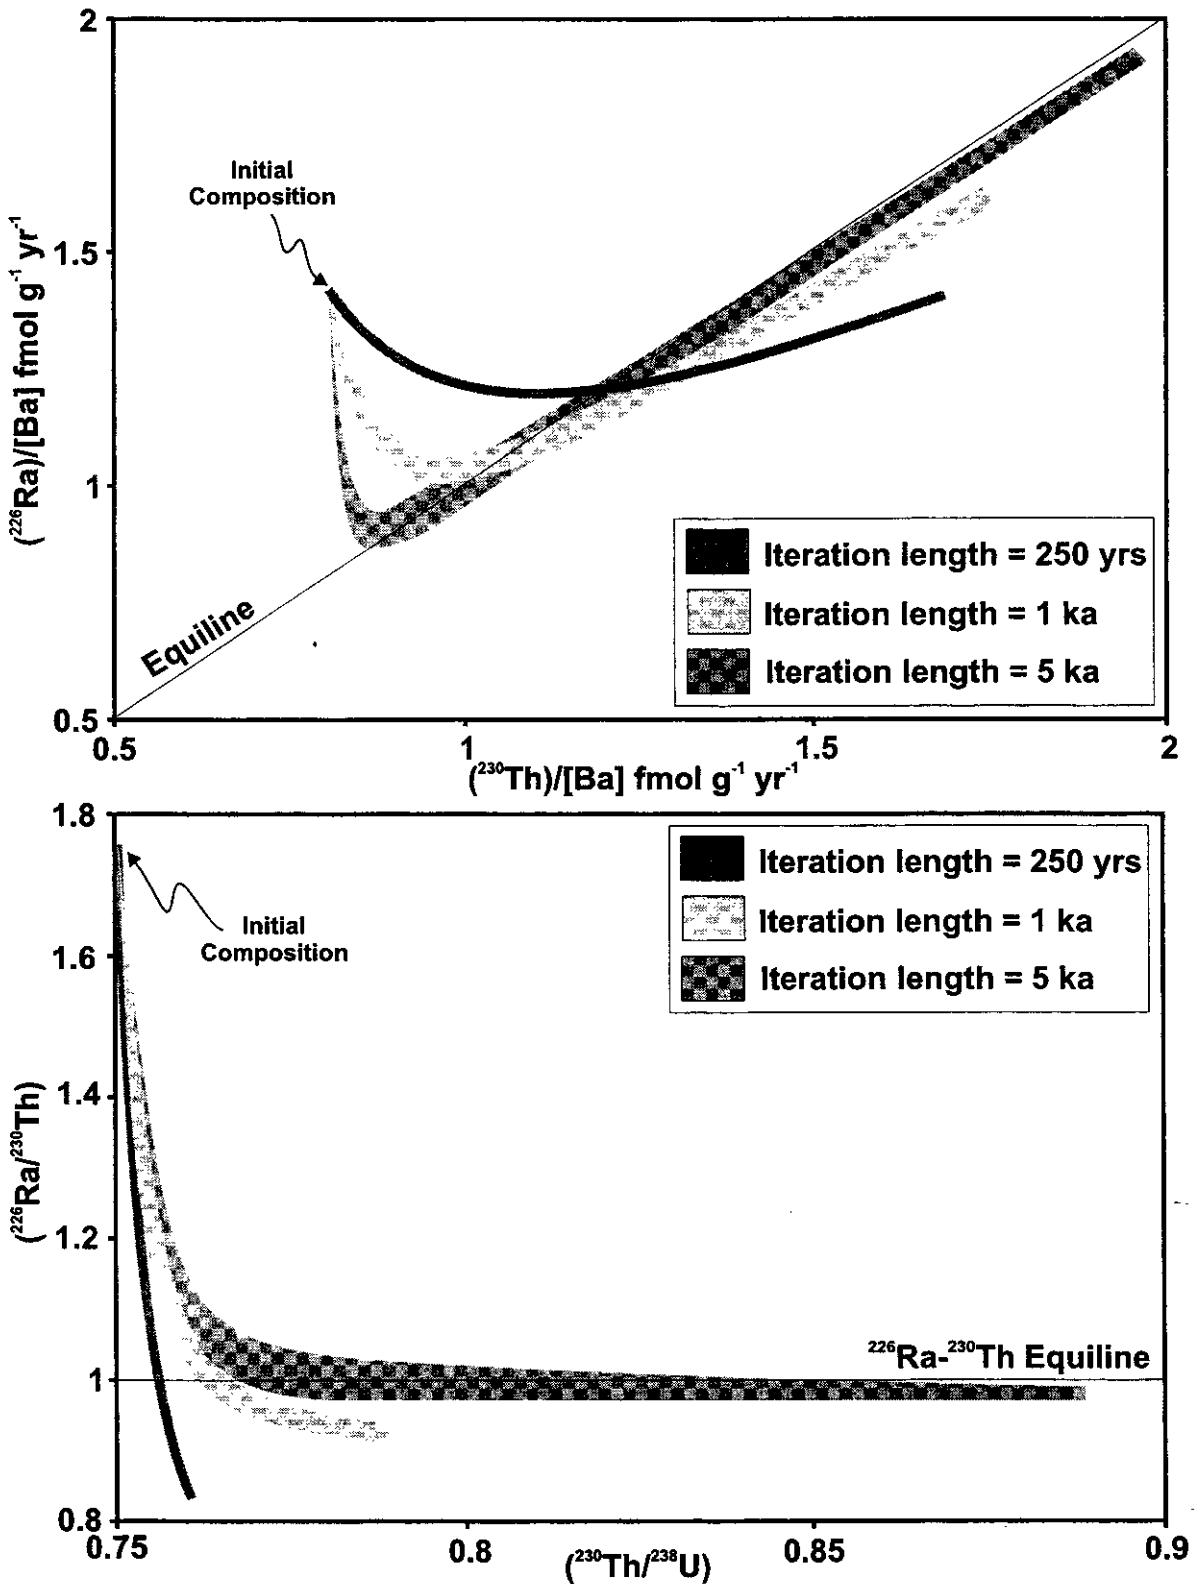 2
Initial
Composition
1.5
(²²⁶Ra)/[Ba] fmol g⁻¹ yr⁻¹
1
Equiline
Iteration length = 250 yrs
Iteration length = 1 ka
Iteration length = 5 ka
0.5
0.5
1
1.5
2
(²³⁰Th)/[Ba] fmol g⁻¹ yr⁻¹
1.8
Iteration length = 250 yrs
Iteration length = 1 ka
Iteration length = 5 ka
Initial
Composition
1.6
1.4
(²²⁶Ra/²³⁰Th)
1.2
²²⁶Ra-²³⁰Th Equiline
1
0.8
0.75
0.8
0.85
0.9
(²³⁰Th/²³⁸U)